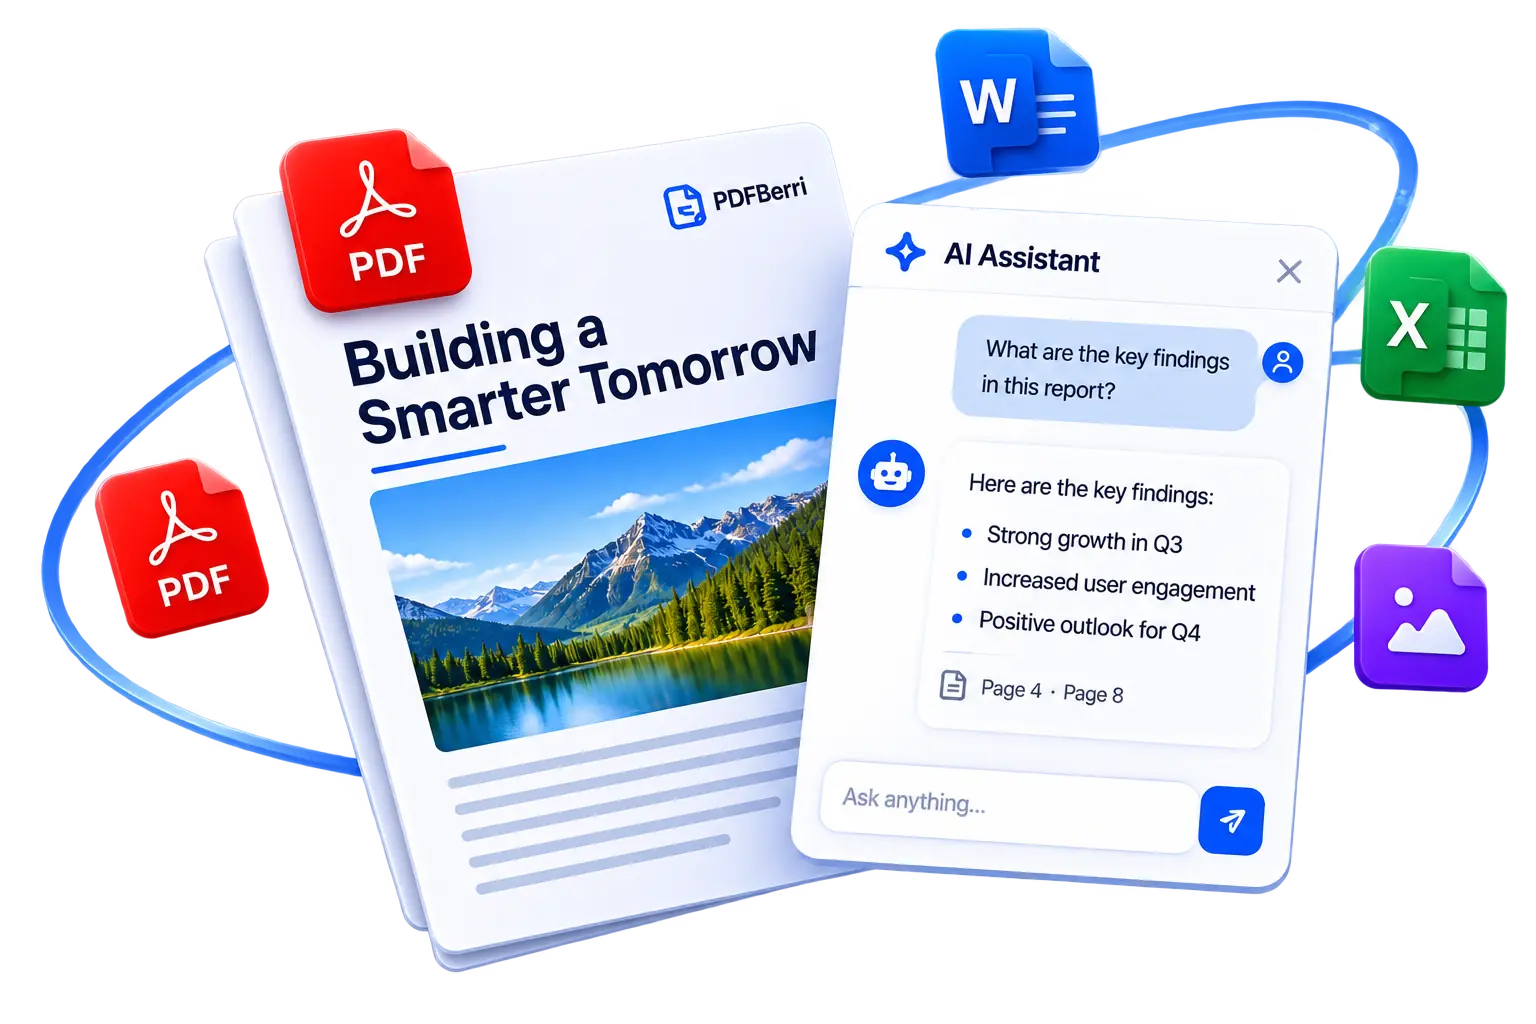 PDF
PDFBerri
Building a
Smarter Tomorrow
PDF
W
AI Assistant
What are the key findings
in this report?
Here are the key findings:
• Strong growth in Q3
• Increased user engagement
• Positive outlook for Q4
Page 4 · Page 8
Ask anything...
X